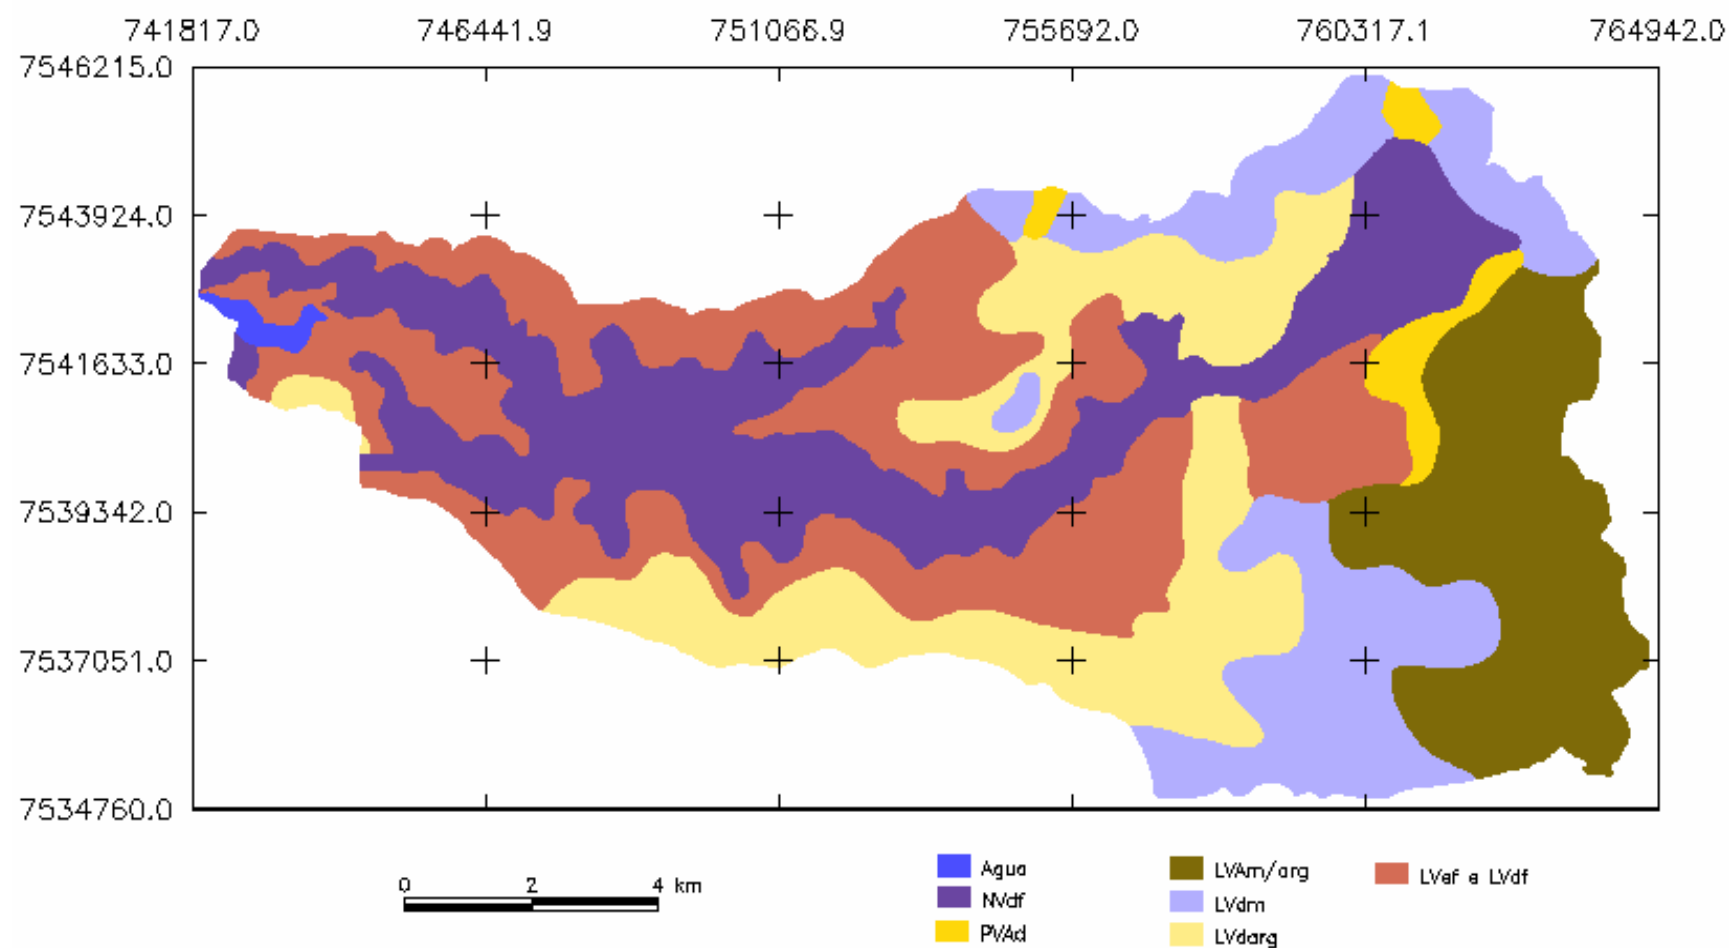 741817.0 746441.9 751066.9 755692.0 760317.1 764942.0
7546215.0
7543924.0
7541633.0
7539342.0
7537051.0
7534760.0
0 2 4 km
Agua LVAm/arg LVef e LVdf
NVdf LVdm
PVAd LVdarg